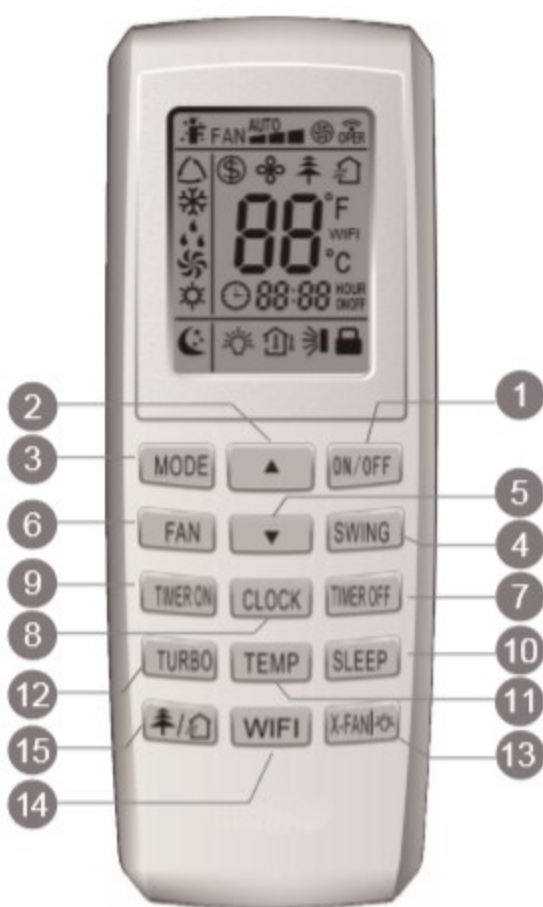 FAN AUTO OPER
88 °F
WIFI
°C
88:88 HOUR
ON/OFF
2 1
3 MODE ▲ ON/OFF
5
6 FAN ▼ SWING
4
9 TIMER ON CLOCK TIMER OFF
7
8
TURBO TEMP SLEEP 10
12 11
15 WIFI X-FAN
13
14